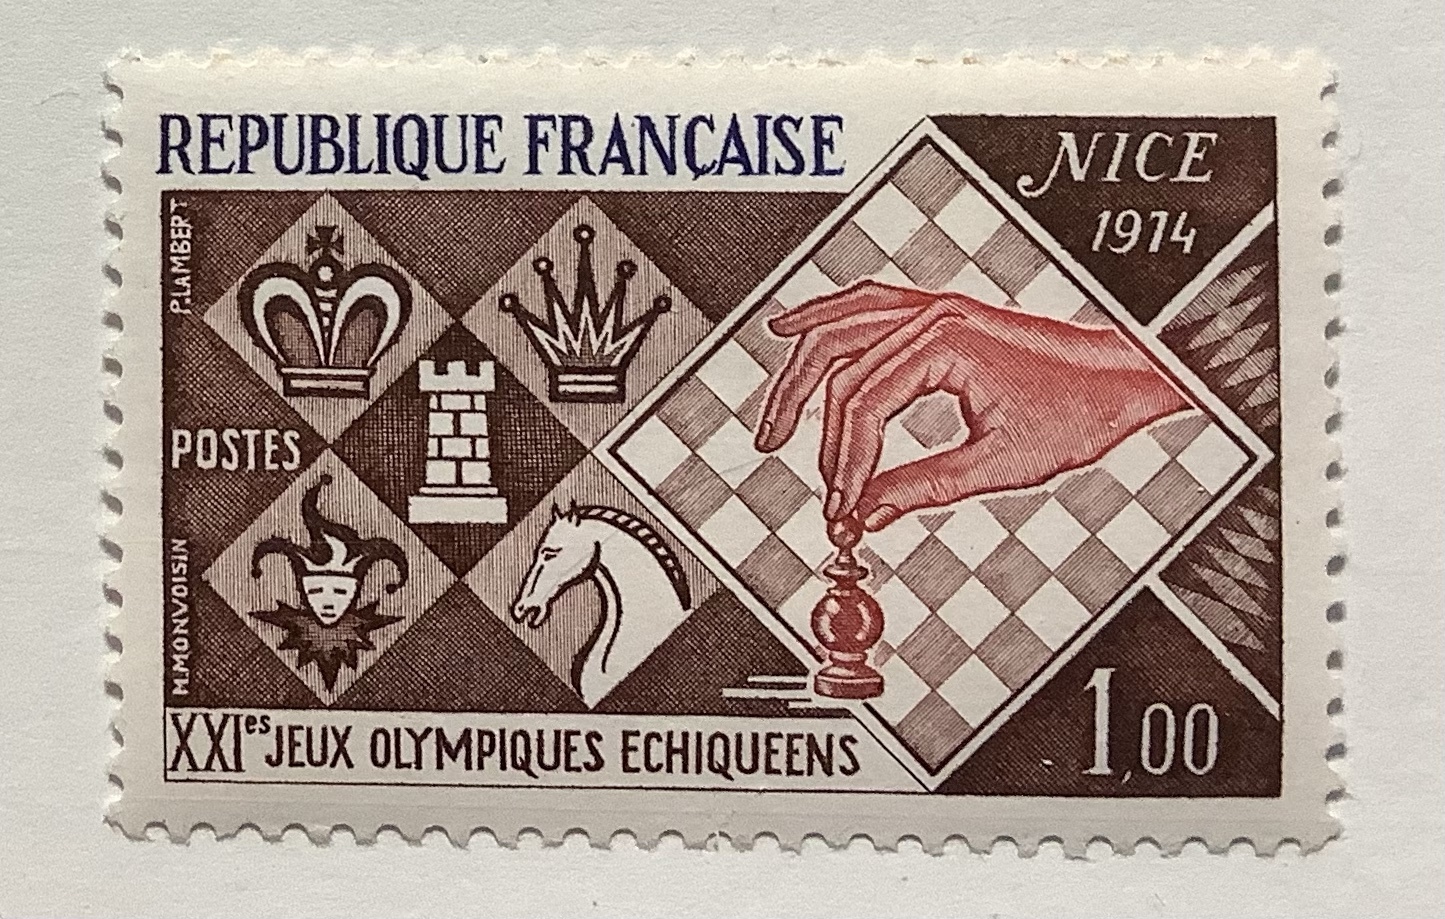 REPUBLIQUE FRANÇAISE
NICE
1974
P.LAMBERT
POSTES
M.MONVOISIN
XXIes JEUX OLYMPIQUES ECHIQUEENS
1,00